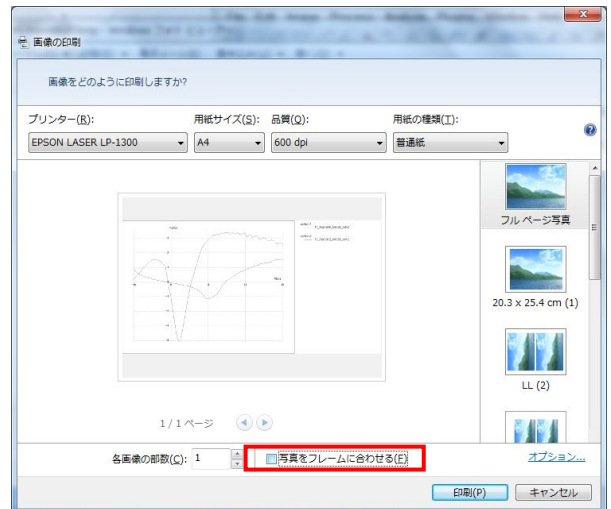 画像の印刷
画像をどのように印刷しますか?
プリンター(R): 用紙サイズ(S): 品質(Q): 用紙の種類(T):
EPSON LASER LP-1300 A4 600 dpi 普通紙
フル ページ写真
20.3 x 25.4 cm (1)
LL (2)
1 / 1 ページ
各画像の部数(C): 1 写真をフレームに合わせる(F) オプション...
印刷(P) キャンセル